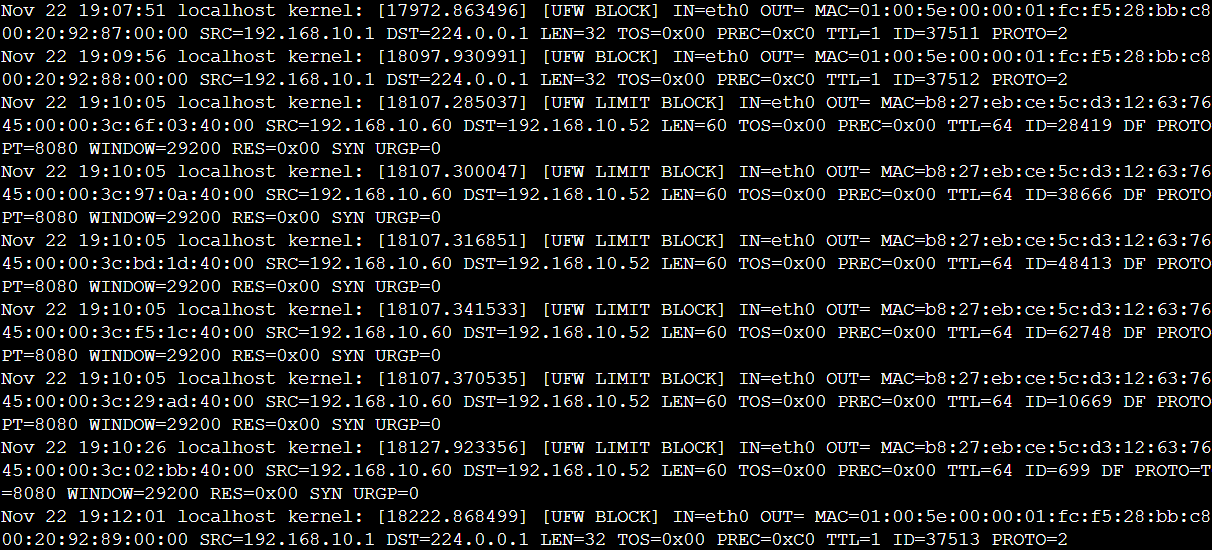 Nov 22 19:07:51 localhost kernel: [17972.863496] [UFW BLOCK] IN=eth0 OUT= MAC=01:00:5e:00:00:01:fc:f5:28:bb:c8
00:20:92:87:00:00 SRC=192.168.10.1 DST=224.0.0.1 LEN=32 TOS=0x00 PREC=0xC0 TTL=1 ID=37511 PROTO=2
Nov 22 19:09:56 localhost kernel: [18097.930991] [UFW BLOCK] IN=eth0 OUT= MAC=01:00:5e:00:00:01:fc:f5:28:bb:c8
00:20:92:88:00:00 SRC=192.168.10.1 DST=224.0.0.1 LEN=32 TOS=0x00 PREC=0xC0 TTL=1 ID=37512 PROTO=2
Nov 22 19:10:05 localhost kernel: [18107.285037] [UFW LIMIT BLOCK] IN=eth0 OUT= MAC=b8:27:eb:ce:5c:d3:12:63:76
45:00:00:3c:6f:03:40:00 SRC=192.168.10.60 DST=192.168.10.52 LEN=60 TOS=0x00 PREC=0x00 TTL=64 ID=28419 DF PROTO
PT=8080 WINDOW=29200 RES=0x00 SYN URGP=0
Nov 22 19:10:05 localhost kernel: [18107.300047] [UFW LIMIT BLOCK] IN=eth0 OUT= MAC=b8:27:eb:ce:5c:d3:12:63:76
45:00:00:3c:97:0a:40:00 SRC=192.168.10.60 DST=192.168.10.52 LEN=60 TOS=0x00 PREC=0x00 TTL=64 ID=38666 DF PROTO
PT=8080 WINDOW=29200 RES=0x00 SYN URGP=0
Nov 22 19:10:05 localhost kernel: [18107.316851] [UFW LIMIT BLOCK] IN=eth0 OUT= MAC=b8:27:eb:ce:5c:d3:12:63:76
45:00:00:3c:bd:1d:40:00 SRC=192.168.10.60 DST=192.168.10.52 LEN=60 TOS=0x00 PREC=0x00 TTL=64 ID=48413 DF PROTO
PT=8080 WINDOW=29200 RES=0x00 SYN URGP=0
Nov 22 19:10:05 localhost kernel: [18107.341533] [UFW LIMIT BLOCK] IN=eth0 OUT= MAC=b8:27:eb:ce:5c:d3:12:63:76
45:00:00:3c:f5:1c:40:00 SRC=192.168.10.60 DST=192.168.10.52 LEN=60 TOS=0x00 PREC=0x00 TTL=64 ID=62748 DF PROTO
PT=8080 WINDOW=29200 RES=0x00 SYN URGP=0
Nov 22 19:10:05 localhost kernel: [18107.370535] [UFW LIMIT BLOCK] IN=eth0 OUT= MAC=b8:27:eb:ce:5c:d3:12:63:76
45:00:00:3c:29:ad:40:00 SRC=192.168.10.60 DST=192.168.10.52 LEN=60 TOS=0x00 PREC=0x00 TTL=64 ID=10669 DF PROTO
PT=8080 WINDOW=29200 RES=0x00 SYN URGP=0
Nov 22 19:10:26 localhost kernel: [18127.923356] [UFW LIMIT BLOCK] IN=eth0 OUT= MAC=b8:27:eb:ce:5c:d3:12:63:76
45:00:00:3c:02:bb:40:00 SRC=192.168.10.60 DST=192.168.10.52 LEN=60 TOS=0x00 PREC=0x00 TTL=64 ID=699 DF PROTO=T
=8080 WINDOW=29200 RES=0x00 SYN URGP=0
Nov 22 19:12:01 localhost kernel: [18222.868499] [UFW BLOCK] IN=eth0 OUT= MAC=01:00:5e:00:00:01:fc:f5:28:bb:c8
00:20:92:89:00:00 SRC=192.168.10.1 DST=224.0.0.1 LEN=32 TOS=0x00 PREC=0xC0 TTL=1 ID=37513 PROTO=2